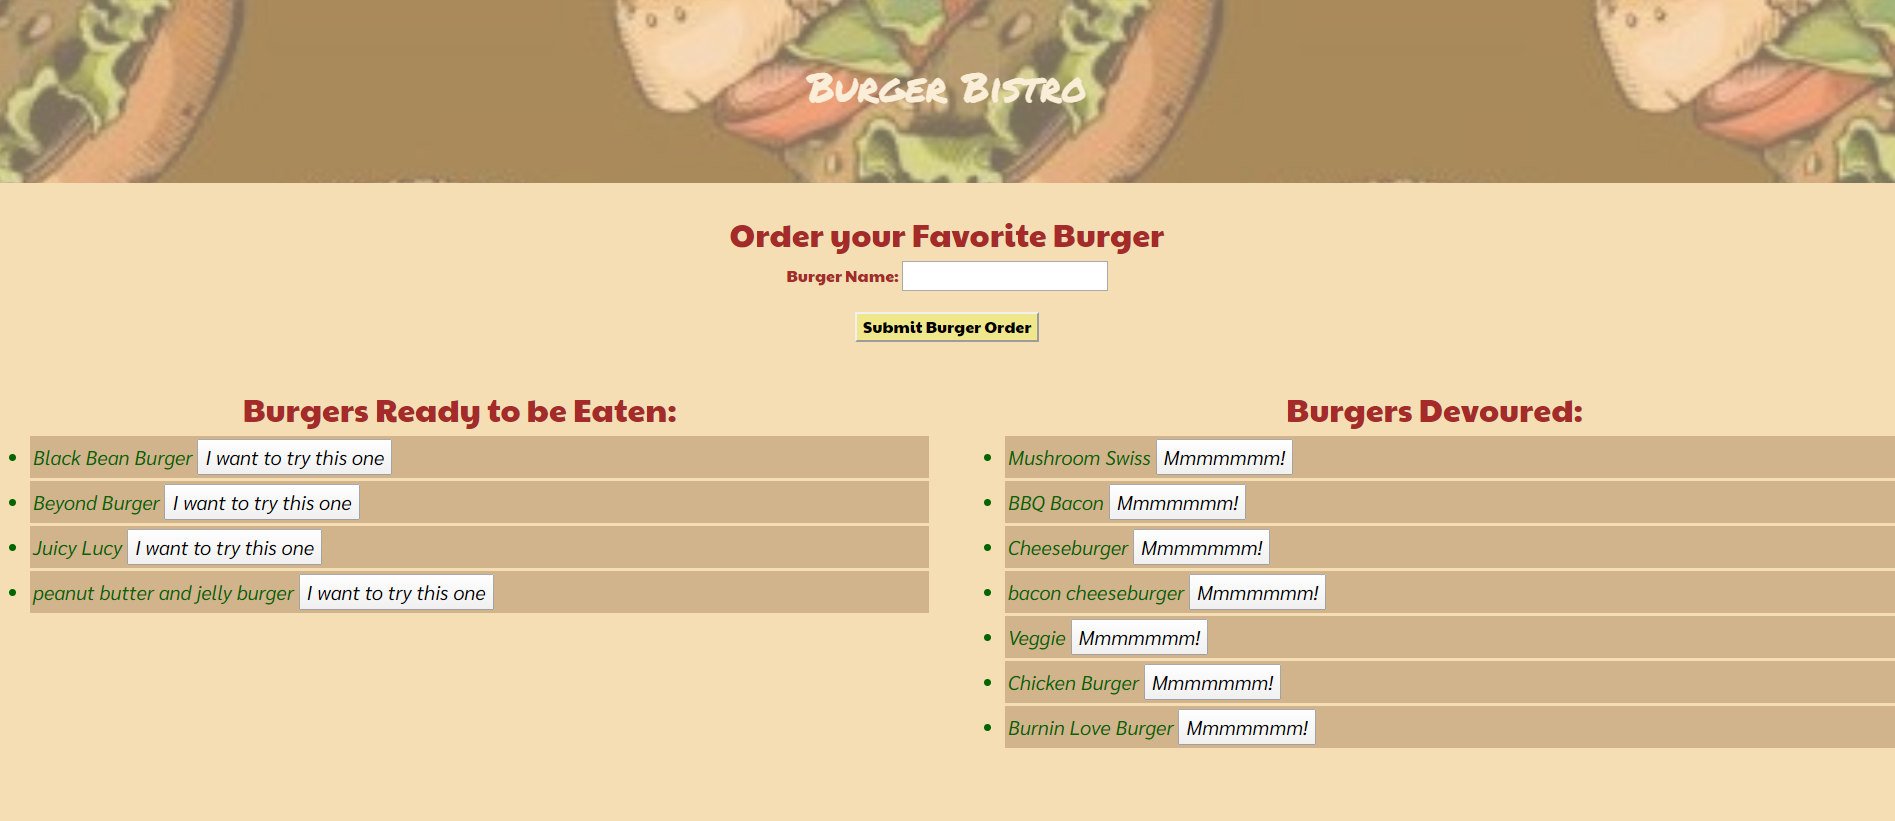 Burger Bistro
Order your Favorite Burger
Burger Name:
Submit Burger Order
Burgers Ready to be Eaten:
Black Bean Burger I want to try this one
Beyond Burger I want to try this one
Juicy Lucy I want to try this one
peanut butter and jelly burger I want to try this one
Burgers Devoured:
Mushroom Swiss Mmmmmmm!
BBQ Bacon Mmmmmmm!
Cheeseburger Mmmmmmm!
bacon cheeseburger Mmmmmmm!
Veggie Mmmmmmm!
Chicken Burger Mmmmmmm!
Burnin Love Burger Mmmmmmm!